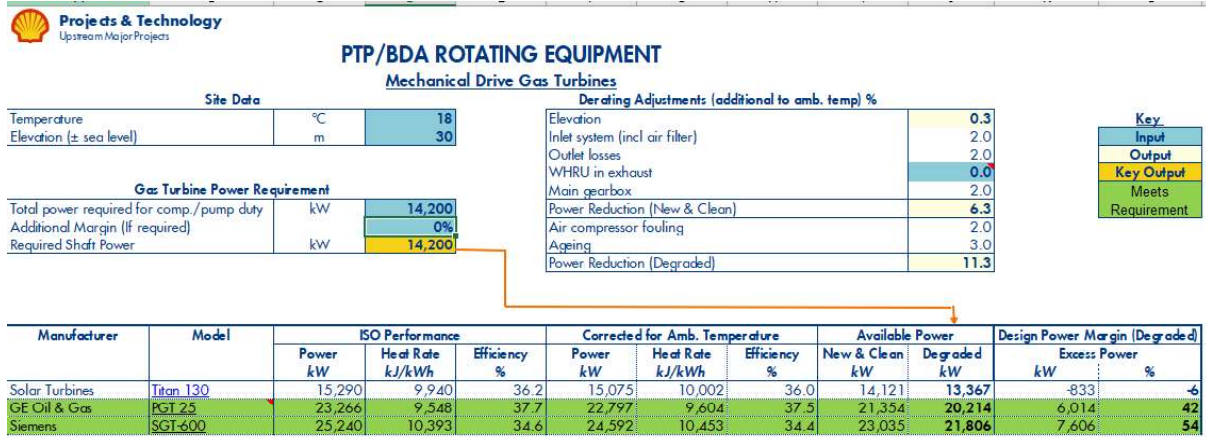 Projects & Technology
Upstream Major Projects
PTP/BDA ROTATING EQUIPMENT
Mechanical Drive Gas Turbines
Site Data
Temperature °C 18
Elevation (± sea level) m 30
Gas Turbine Power Requirement
Total power required for comp./pump duty kW 14,200
Additional Margin (If required) 0%
Required Shaft Power kW 14,200
Derating Adjustments (additional to amb. temp) %
Elevation 0.3
Inlet system (incl air filter) 2.0
Outlet losses 2.0
WHRU in exhaust 0.0
Main gearbox 2.0
Power Reduction (New & Clean) 6.3
Air compressor fouling 2.0
Ageing 3.0
Power Reduction (Degraded) 11.3
Key
Input
Output
Key Output
Meets
Requirement
Manufacturer Model ISO Performance Corrected for Amb. Temperature Available Power Design Power Margin (Degraded)
Power Heat Rate Efficiency Power Heat Rate Efficiency New & Clean Degraded Excess Power
kW kJ/kWh % kW kJ/kWh % kW kW kW %
Solar Turbines Titan 130 15,290 9,940 36.2 15,075 10,002 36.0 14,121 13,367 -833 -6
GE Oil & Gas PGT 25 23,266 9,548 37.7 22,797 9,604 37.5 21,354 20,214 6,014 42
Siemens SGT-600 25,240 10,393 34.6 24,592 10,453 34.4 23,035 21,806 7,606 54